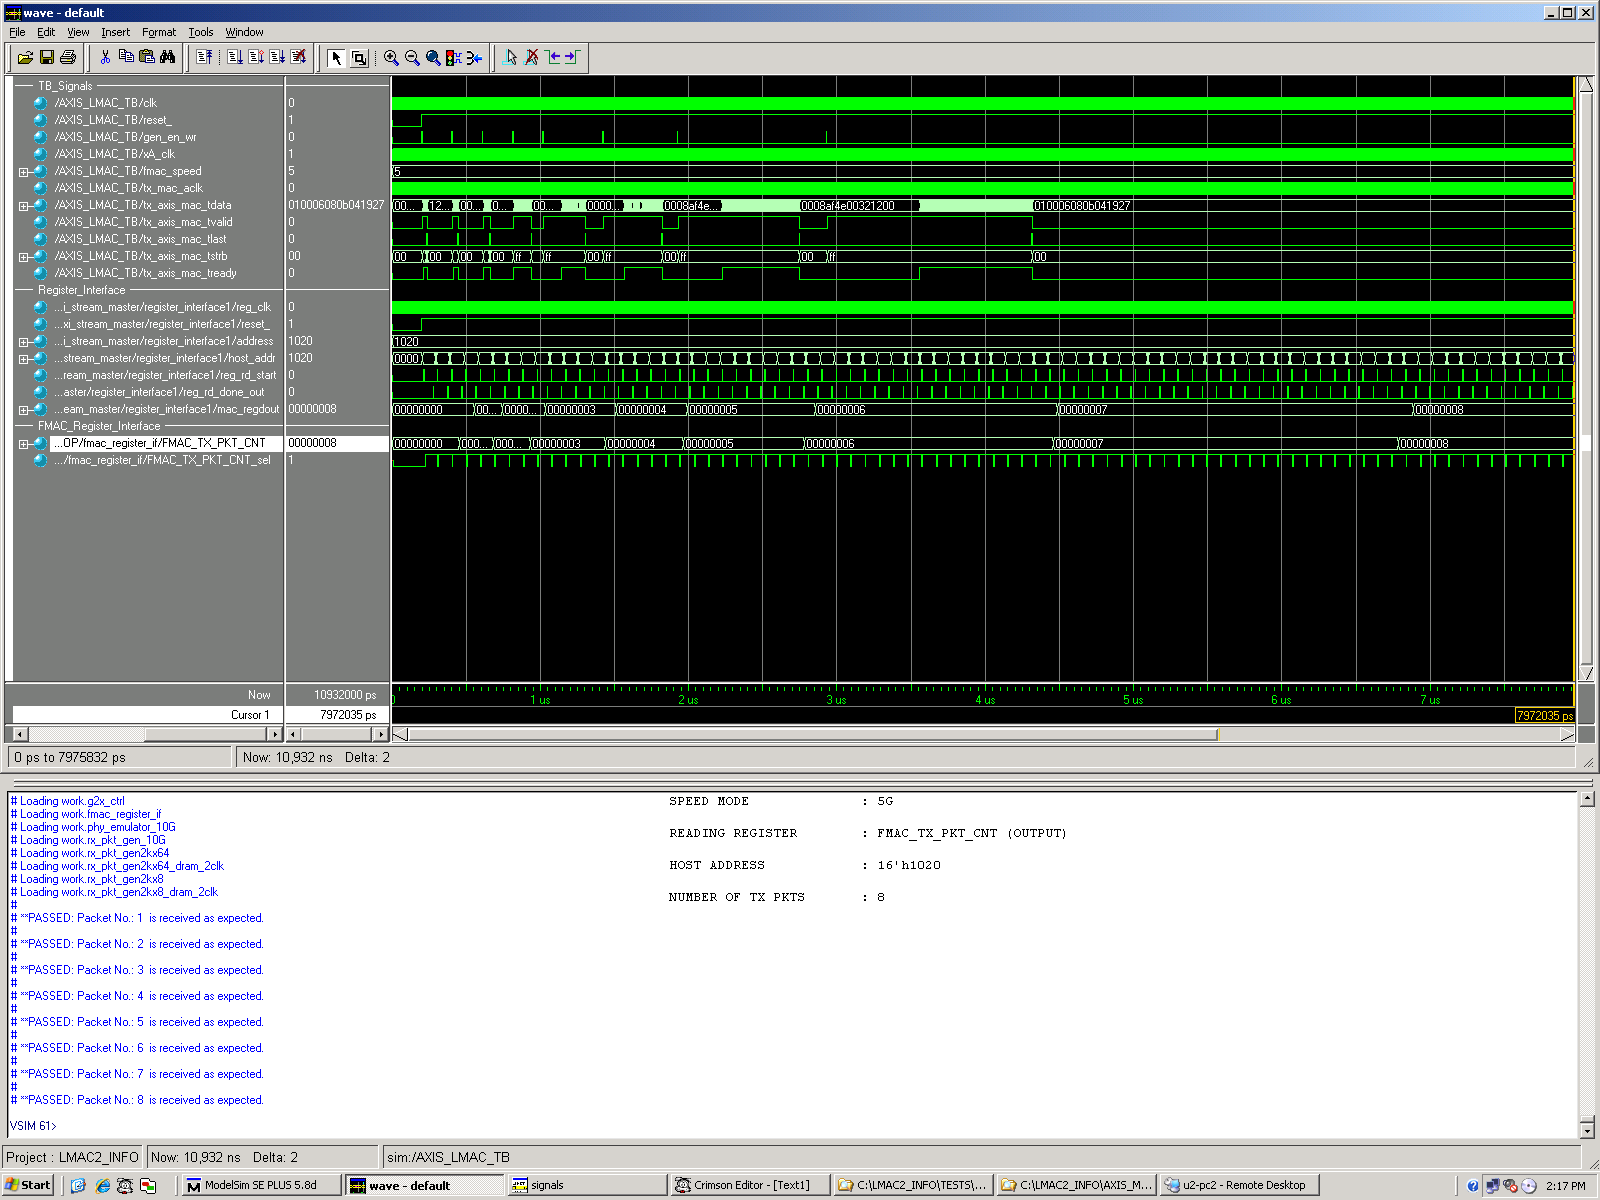 wave - default
File Edit View Insert Format Tools Window
TB_Signals
/AXIS_LMAC_TB/clk 0
/AXIS_LMAC_TB/reset_ 1
/AXIS_LMAC_TB/gen_en_wr 0
/AXIS_LMAC_TB/xA_clk 1
/AXIS_LMAC_TB/fmac_speed 5 5
/AXIS_LMAC_TB/tx_mac_aclk 0
/AXIS_LMAC_TB/tx_axis_mac_tdata 010006080b041927 00... 12... 00... 0... 00... 0000... 0008af4e... 0008af4e00321200 010006080b041927
/AXIS_LMAC_TB/tx_axis_mac_tvalid 0
/AXIS_LMAC_TB/tx_axis_mac_tlast 0
/AXIS_LMAC_TB/tx_axis_mac_tstrb 00 00 00 00 00 ff ff 00 ff 00 ff 00 ff 00
/AXIS_LMAC_TB/tx_axis_mac_tready 0
Register_Interface
...i_stream_master/register_interface1/reg_clk 0
...xi_stream_master/register_interface1/reset_ 1
...i_stream_master/register_interface1/address 1020 1020
...stream_master/register_interface1/host_addr 1020 0000
...ream_master/register_interface1/reg_rd_start 0
...aster/register_interface1/reg_rd_done_out 0
...eam_master/register_interface1/mac_regdout 00000008 00000000 00... 0000... 00000003 00000004 00000005 00000006 00000007 00000008
FMAC_Register_Interface
...OP/fmac_register_if/FMAC_TX_PKT_CNT 00000008 00000000 000... 000... 00000003 00000004 00000005 00000006 00000007 00000008
.../fmac_register_if/FMAC_TX_PKT_CNT_sel 1
Now 10932000 ps 0 1 us 2 us 3 us 4 us 5 us 6 us 7 us
Cursor 1 7972035 ps 7972035 ps
0 ps to 7975832 ps Now: 10,932 ns Delta: 2
# Loading work.g2x_ctrl
# Loading work.fmac_register_if
# Loading work.phy_emulator_10G
# Loading work.rx_pkt_gen_10G
# Loading work.rx_pkt_gen2kx64
# Loading work.rx_pkt_gen2kx64_dram_2clk
# Loading work.rx_pkt_gen2kx8
# Loading work.rx_pkt_gen2kx8_dram_2clk
#
# **PASSED: Packet No.: 1 is received as expected.
#
# **PASSED: Packet No.: 2 is received as expected.
#
# **PASSED: Packet No.: 3 is received as expected.
#
# **PASSED: Packet No.: 4 is received as expected.
#
# **PASSED: Packet No.: 5 is received as expected.
#
# **PASSED: Packet No.: 6 is received as expected.
#
# **PASSED: Packet No.: 7 is received as expected.
#
# **PASSED: Packet No.: 8 is received as expected.
VSIM 61>
SPEED MODE : 5G
READING REGISTER : FMAC_TX_PKT_CNT (OUTPUT)
HOST ADDRESS : 16'h1020
NUMBER OF TX PKTS : 8
Project : LMAC2_INFO Now: 10,932 ns Delta: 2 sim:/AXIS_LMAC_TB
Start ModelSim SE PLUS 5.8d wave - default signals Crimson Editor - [Text1] C:\LMAC2_INFO\TESTS\... C:\LMAC2_INFO\AXIS_M... u2-pc2 - Remote Desktop 2:17 PM